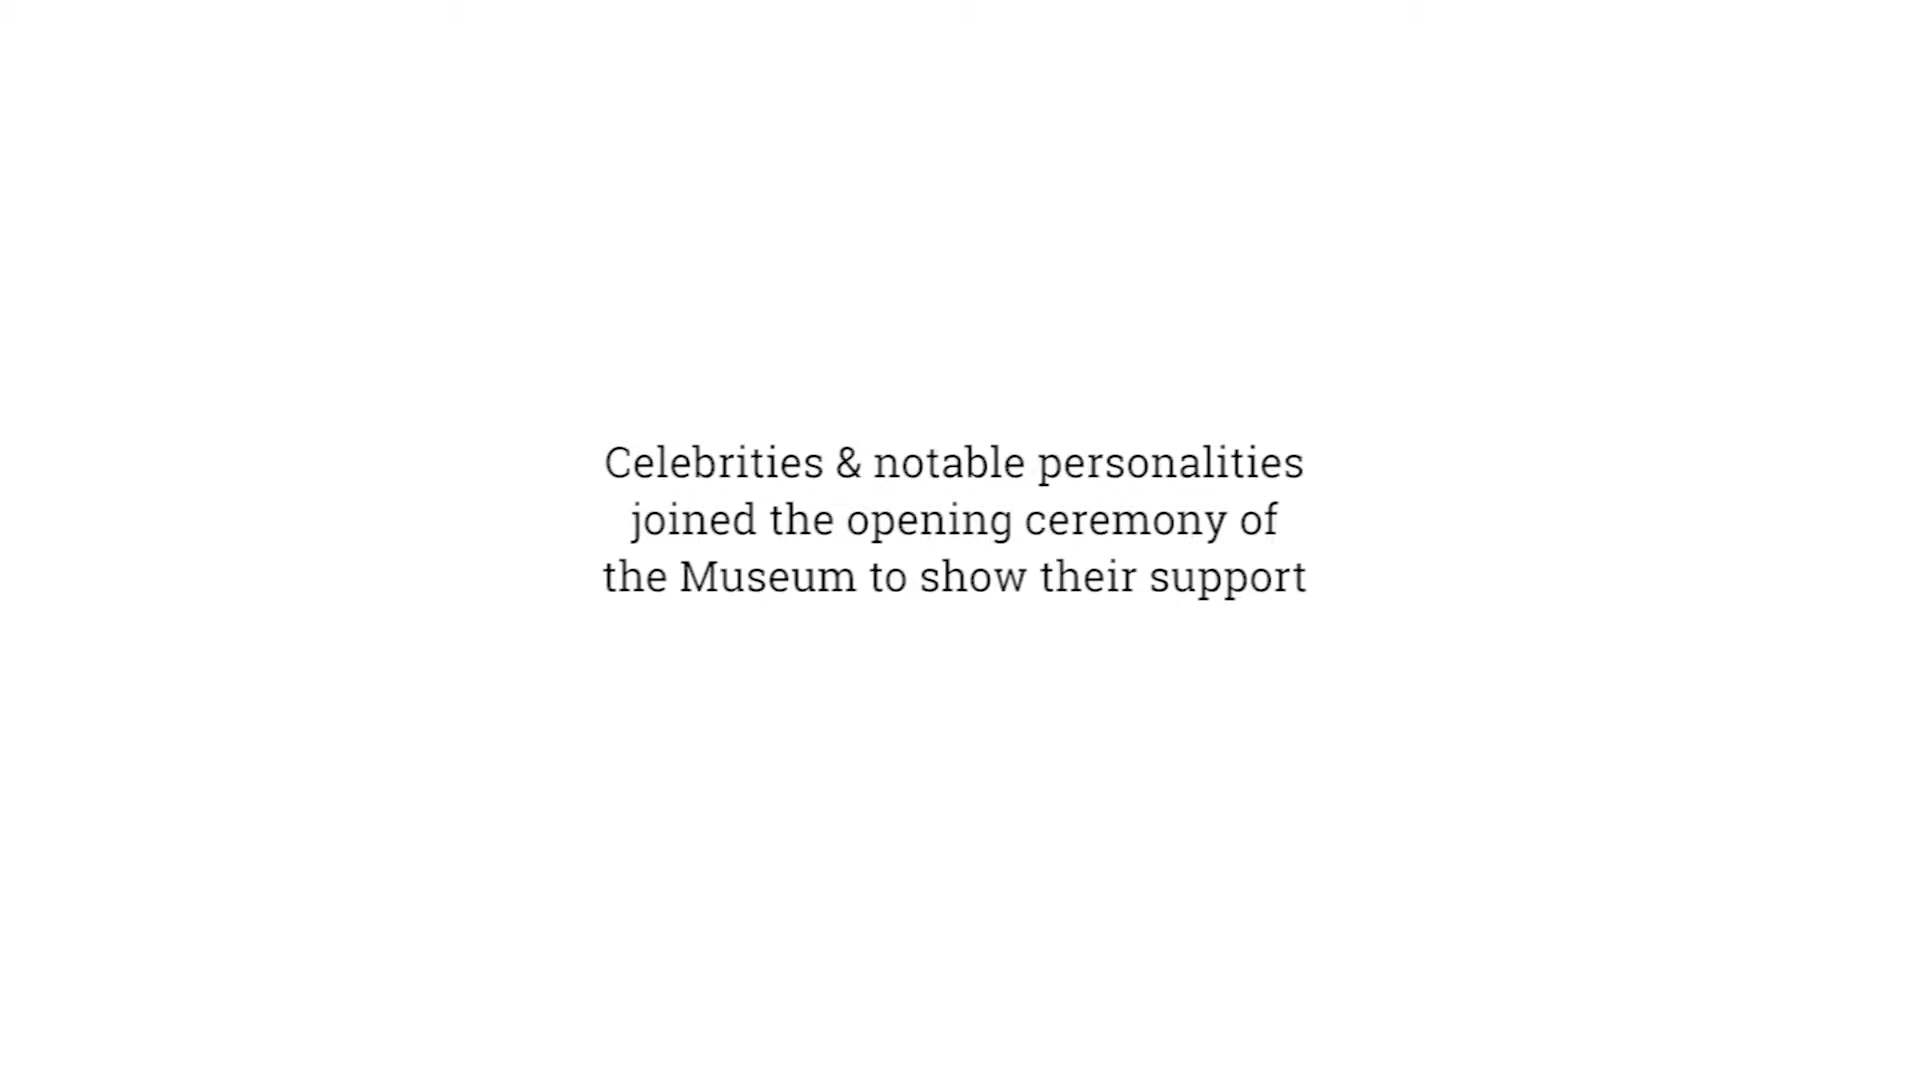 Celebrities & notable personalities
joined the opening ceremony of
the Museum to show their support